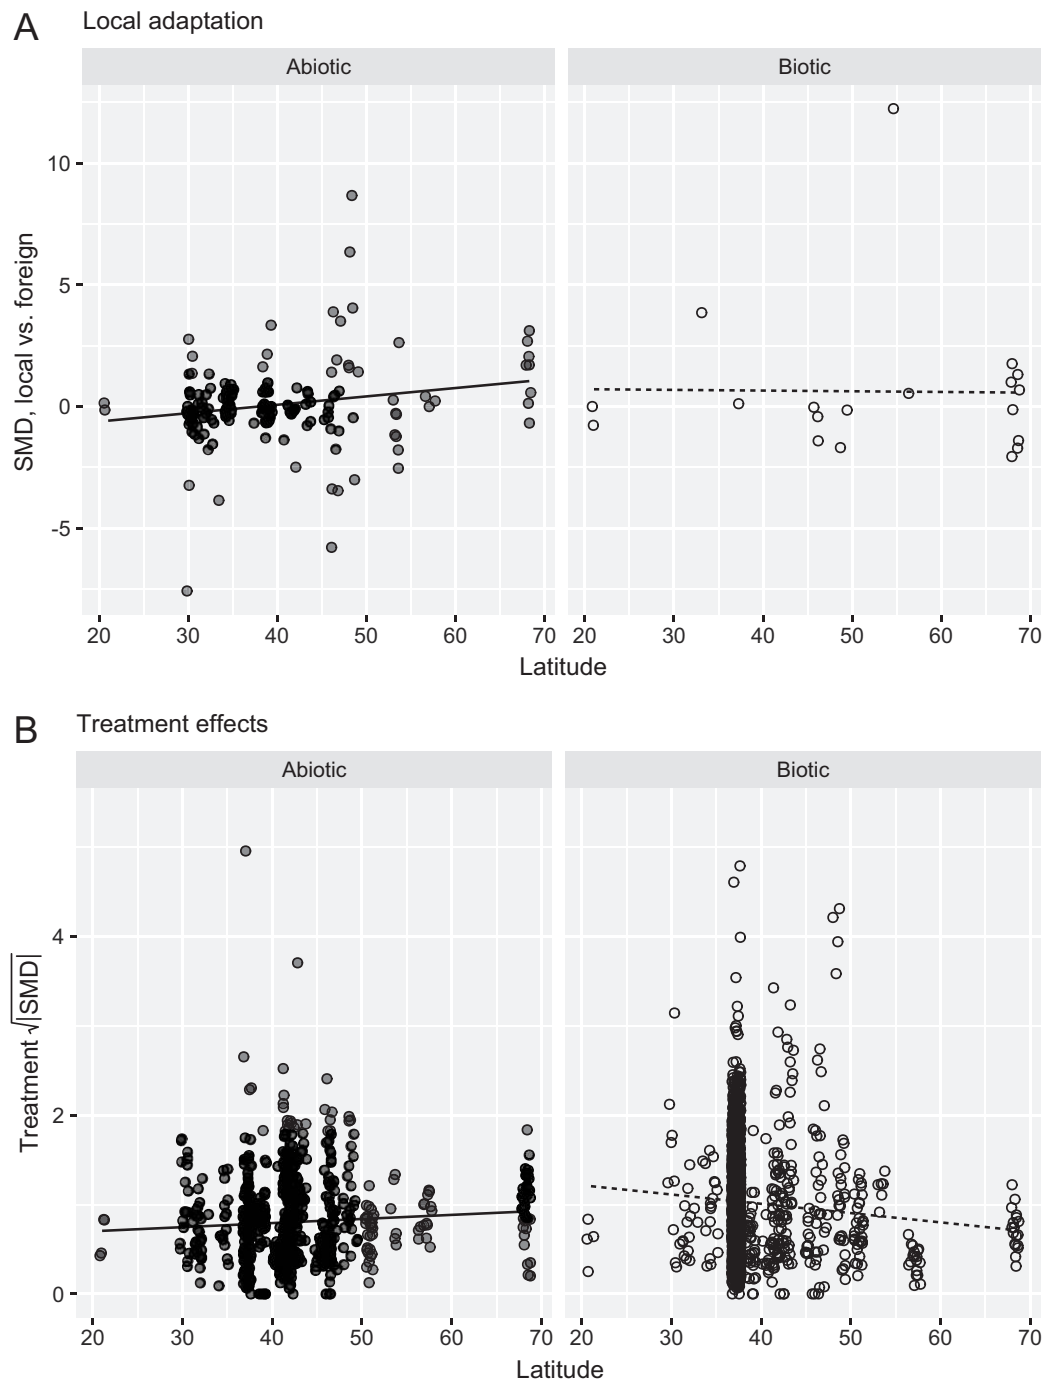 A Local adaptation
Abiotic
Biotic
SMD, local vs. foreign
10
5
0
-5
20 30 40 50 60 70
20 30 40 50 60 70
Latitude
B Treatment effects
Abiotic
Biotic
Treatment √|SMD|
4
2
0
20 30 40 50 60 70
20 30 40 50 60 70
Latitude